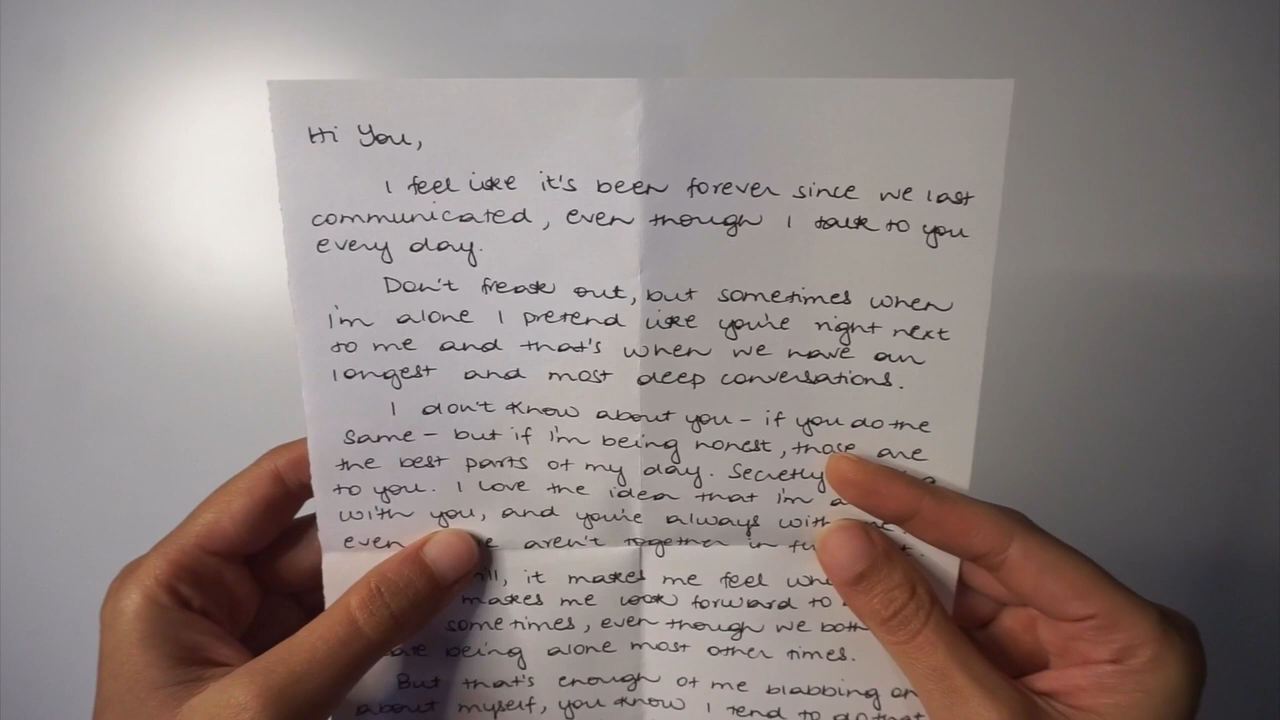 Hi You,
I feel like it's been forever since we last
communicated, even though I talk to you
every day.
Don't freak out, but sometimes when
i'm alone I pretend like you're right next
to me and that's when we have our
longest and most deep conversations.
I don't know about you - if you do the
same - but if i'm being honest, those are
the best parts of my day. Secretly
to you. I love the idea that i'm
with you, and you're always with
even aren't together in
it makes me feel
makes me look forward to
sometimes, even though we both
being alone most other times.
But that's enough of me blabbing on
about myself, you know I tend to do that